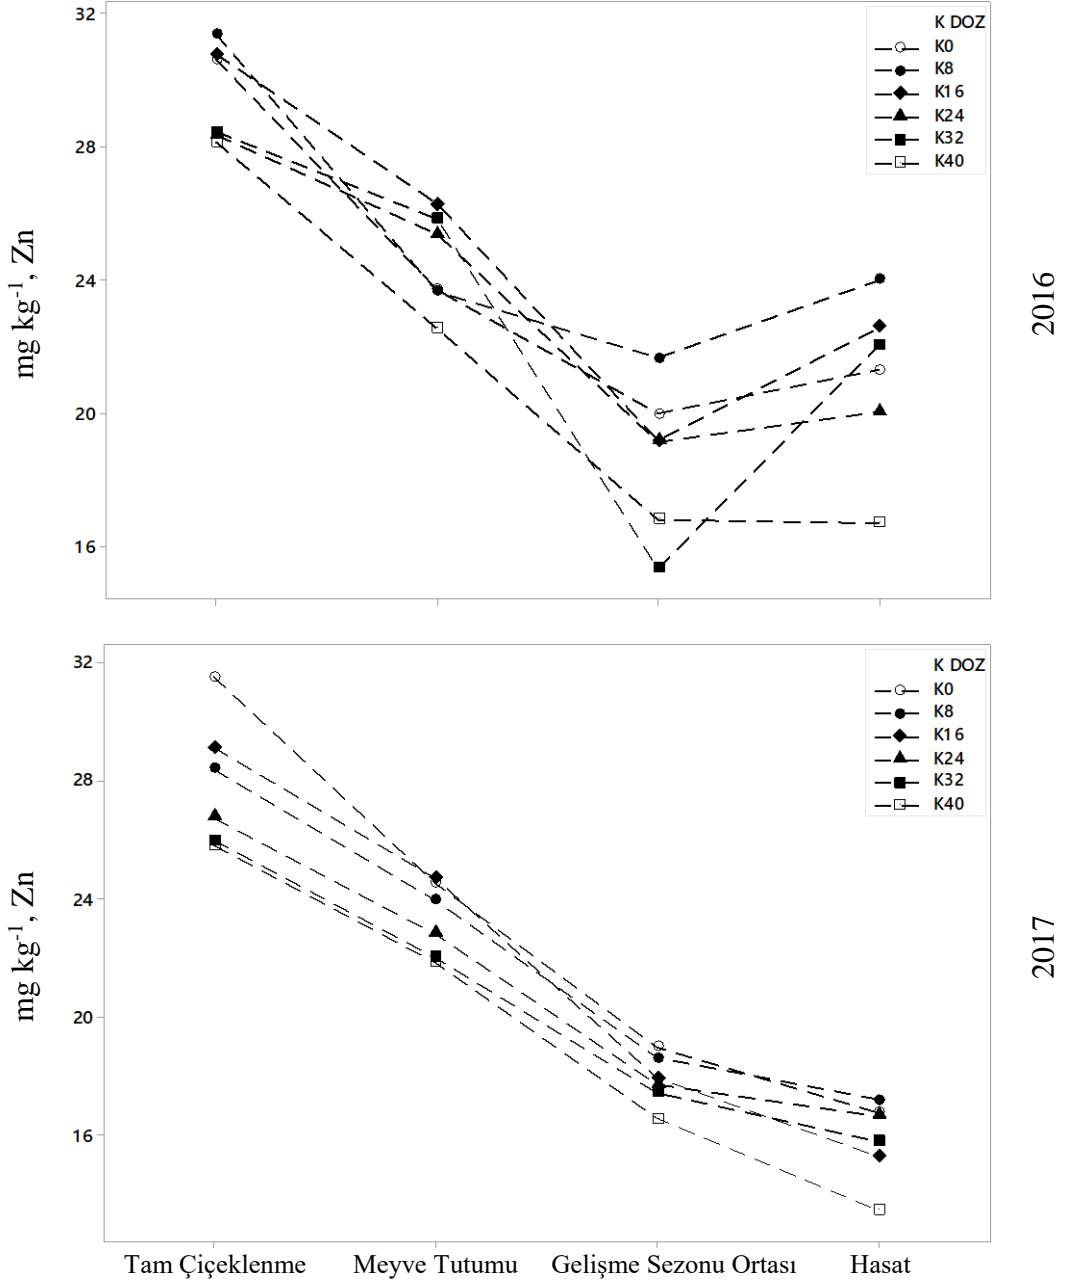 32
28
24
20
16
mg kg-1, Zn
K DOZ
K0
K8
K16
K24
K32
K40
2016
32
28
24
20
16
mg kg-1, Zn
K DOZ
K0
K8
K16
K24
K32
K40
2017
Tam Çiçeklenme Meyve Tutumu Gelişme Sezonu Ortası Hasat